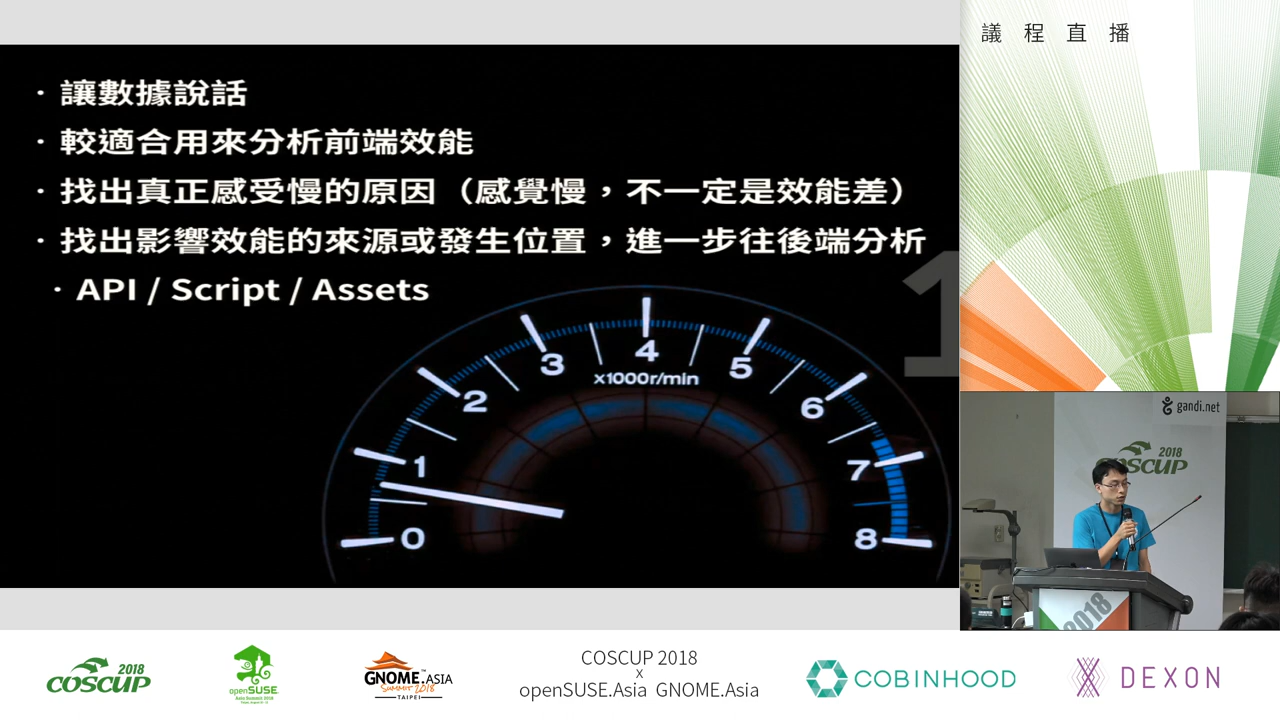 議程直播
· 讓數據說話
· 較適合用來分析前端效能
· 找出真正感受慢的原因（感覺慢，不一定是效能差）
· 找出影響效能的來源或發生位置，進一步往後端分析
· API / Script / Assets
1
0
1
2
3
4
5
6
7
8
x1000r/min
gandi.net
2018
COSCUP
2018
2018
COSCUP
openSUSE
Asia Summit 2018
GNOME.ASIA
SUMMIT 2018
TAIPEI
COSCUP 2018
x
openSUSE.Asia GNOME.Asia
COBINHOOD
DEXON